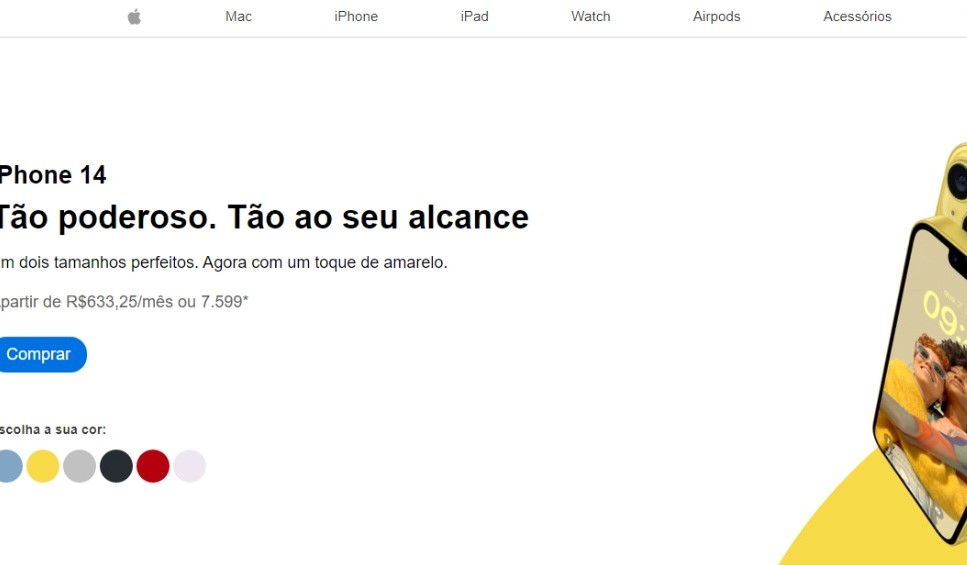 Mac iPhone iPad Watch Airpods Acessórios
Phone 14
Tão poderoso. Tão ao seu alcance
m dois tamanhos perfeitos. Agora com um toque de amarelo.
partir de R$633,25/mês ou 7.599*
Comprar
scolha a sua cor:
09: